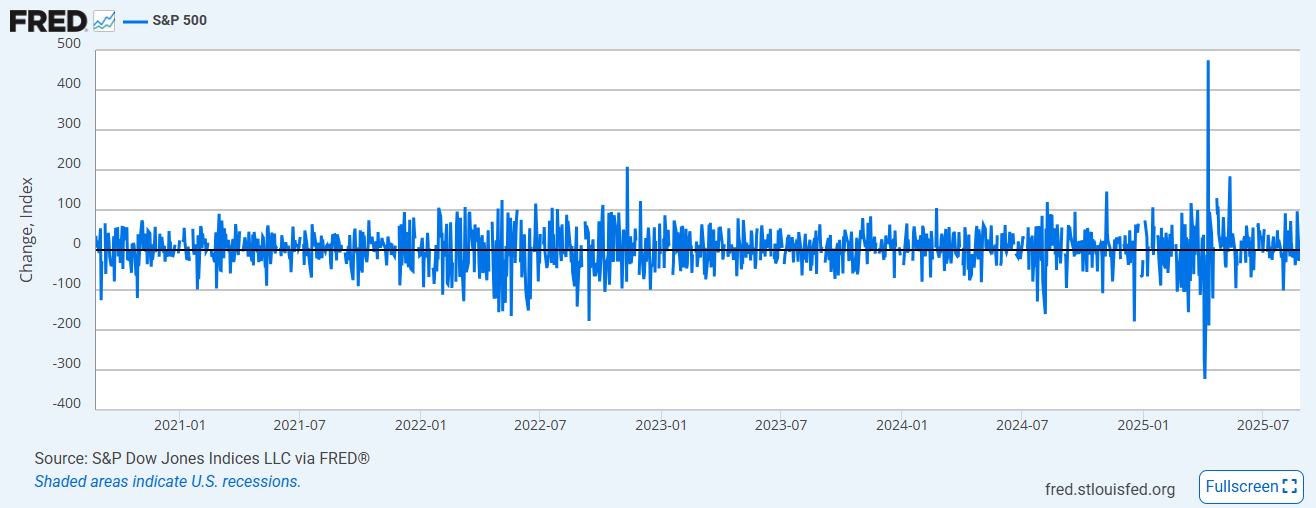 FRED S&P 500
Change, Index
500
400
300
200
100
0
-100
-200
-300
-400
2021-01 2021-07 2022-01 2022-07 2023-01 2023-07 2024-01 2024-07 2025-01 2025-07
Source: S&P Dow Jones Indices LLC via FRED®
Shaded areas indicate U.S. recessions.
fred.stlouisfed.org
Fullscreen